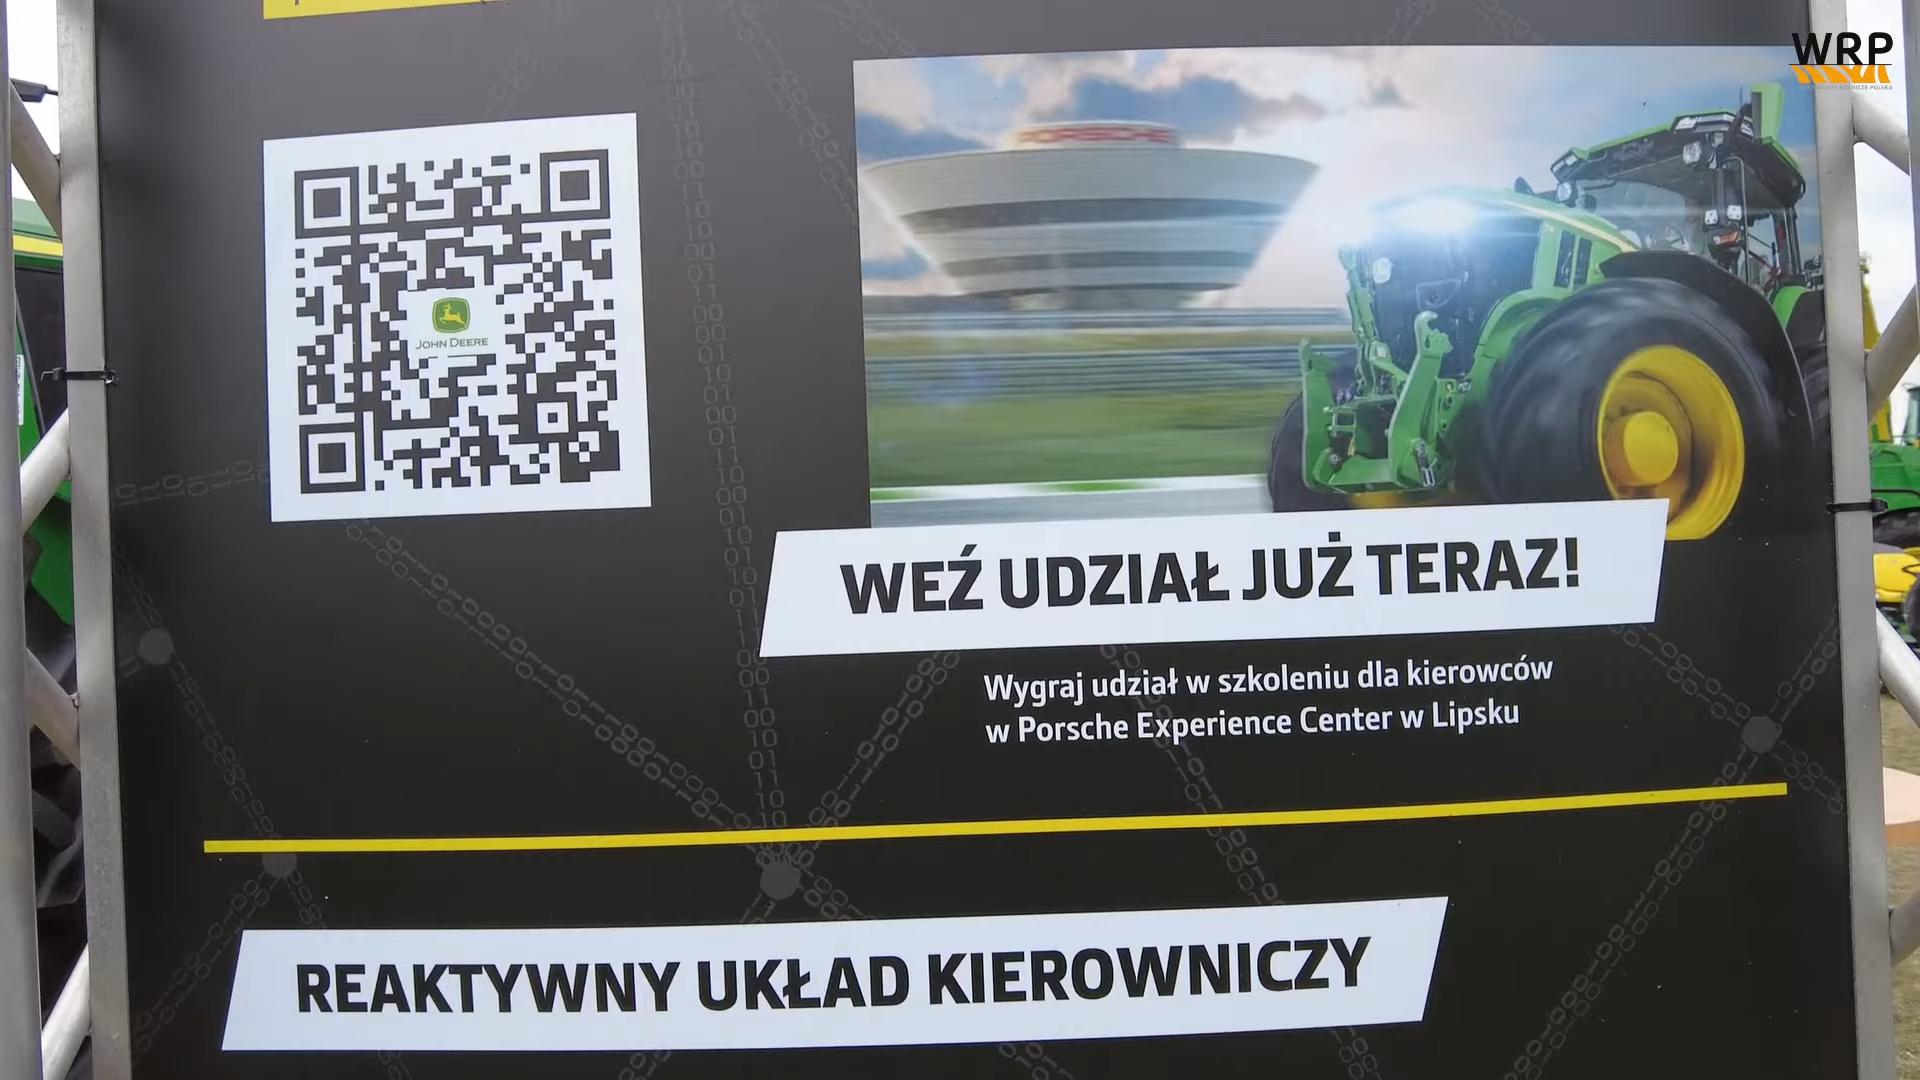 WRP
PORSCHE
JOHN DEERE
WEŹ UDZIAŁ JUŻ TERAZ!
Wygraj udział w szkoleniu dla kierowców
w Porsche Experience Center w Lipsku
REAKTYWNY UKŁAD KIEROWNICZY